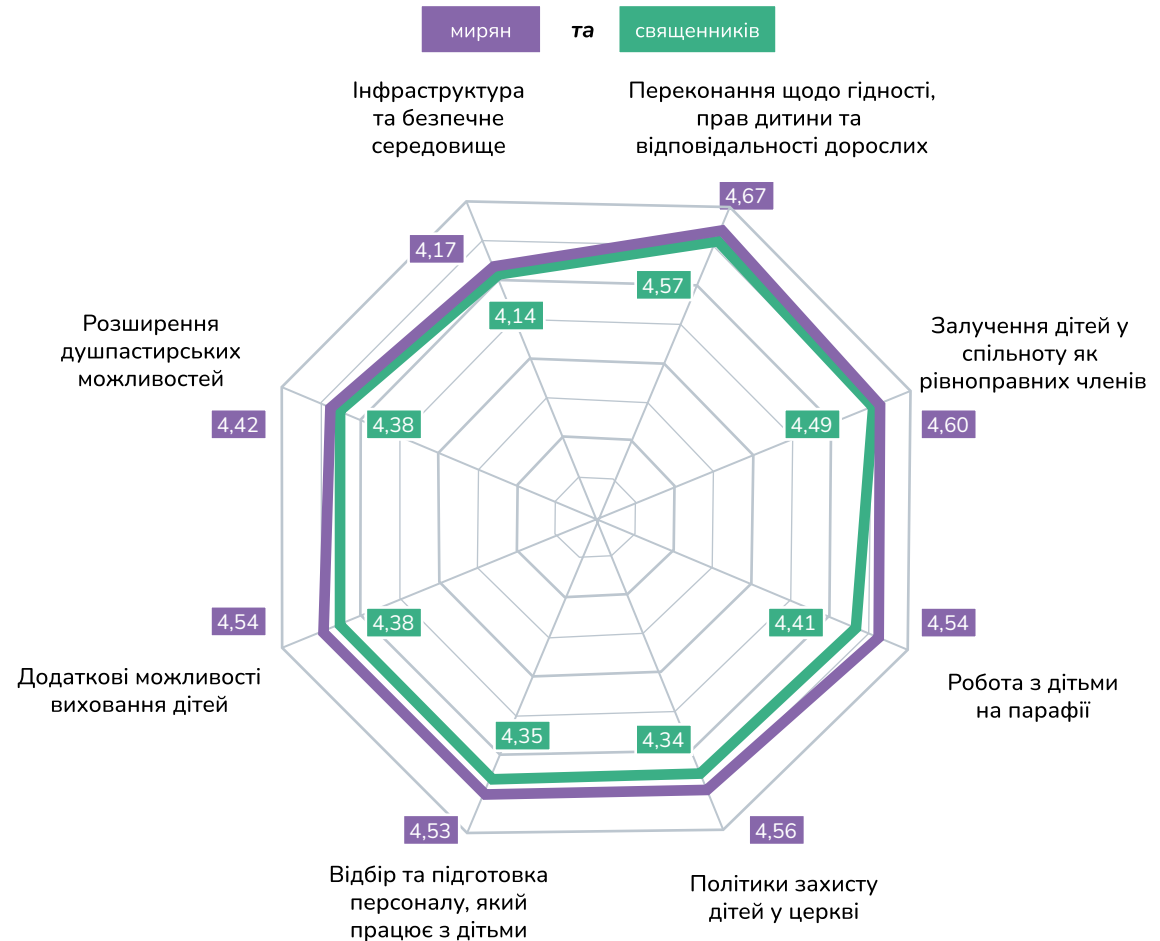 мирян та священників
Інфраструктура
та безпечне
середовище
Переконання щодо гідності,
прав дитини та
відповідальності дорослих
4,67
4,17
4,57
4,14
Розширення
душпастирських
можливостей
Залучення дітей у
спільноту як
рівноправних членів
4,42
4,38
4,49
4,60
4,54
4,38
4,41
4,54
Додаткові можливості
виховання дітей
Робота з дітьми
на парафії
4,35
4,34
4,53
4,56
Відбір та підготовка
персоналу, який
працює з дітьми
Політики захисту
дітей у церкві